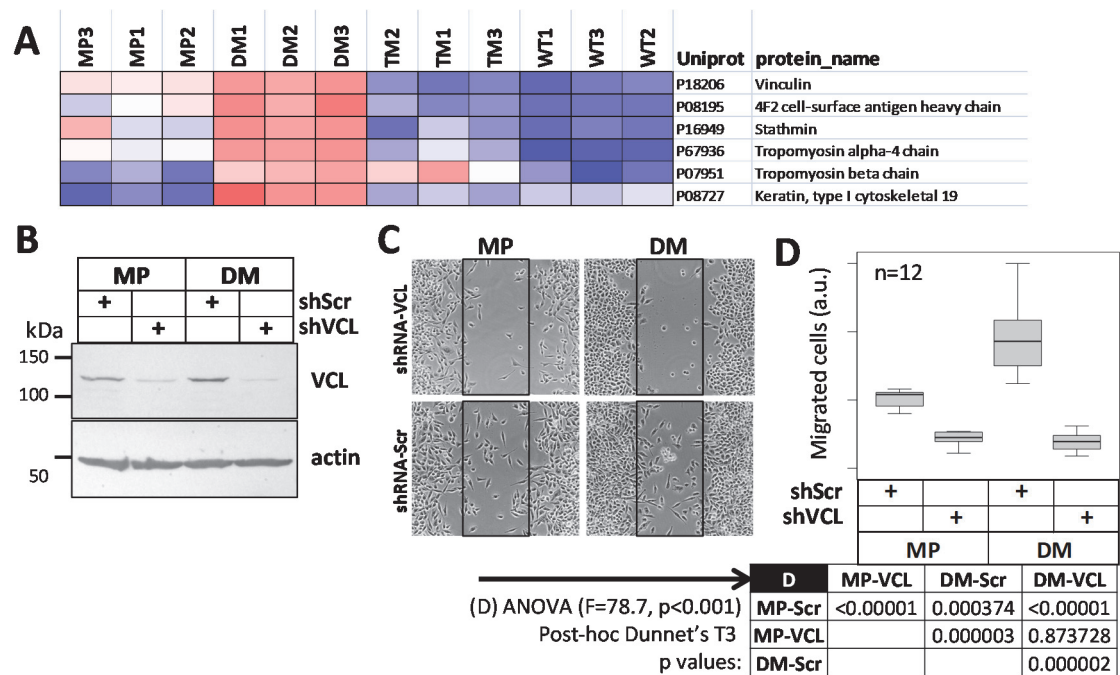 A
MP3 MP1 MP2 DM1 DM2 DM3 TM2 TM1 TM3 WT1 WT3 WT2 Uniprot protein_name
P18206 Vinculin
P08195 4F2 cell-surface antigen heavy chain
P16949 Stathmin
P67936 Tropomyosin alpha-4 chain
P07951 Tropomyosin beta chain
P08727 Keratin, type I cytoskeletal 19
B
MP DM
+ + shScr
+ + shVCL
kDa
150
100
VCL
50
actin
C
MP DM
shRNA-VCL
shRNA-Scr
D
n=12
Migrated cells (a.u.)
shScr + +
shVCL + +
MP DM
D MP-VCL DM-Scr DM-VCL
(D) ANOVA (F=78.7, p<0.001) MP-Scr <0.00001 0.000374 <0.00001
Post-hoc Dunnet's T3 MP-VCL 0.000003 0.873728
p values: DM-Scr 0.000002